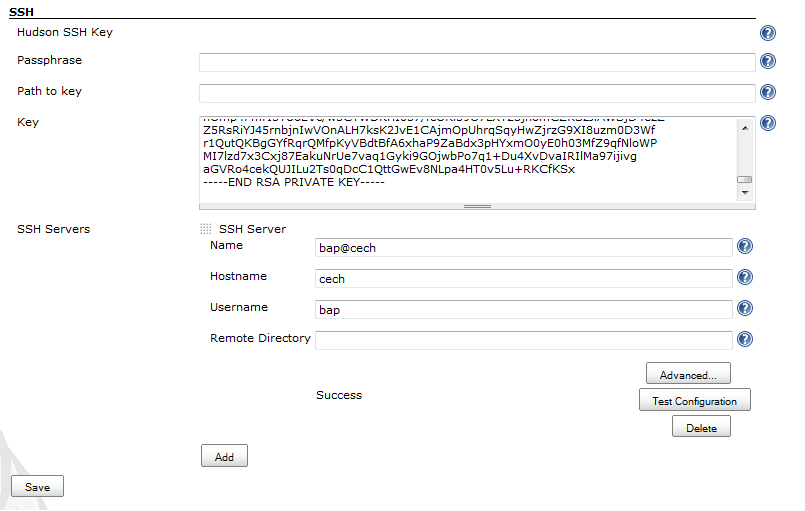 SSH
Hudson SSH Key
Passphrase
Path to key
Key
Z5RsRiYJ45rnbjnIwVOnALH7ksK2JvE1CAjmOpUhrqSqyHwZjrzG9XI8uzm0D3Wf
r1QutQKBgGYfRqrQMfpKyVBdtBfA6xhaP9ZaBdx3pHYxmO0yE0h03MfZ9qfNloWP
MI7lzd7x3Cxj87EakuNrUe7vaq1Gyki9GOjwbPo7q1+Du4XvDvaIRIlMa97ijivg
aGVRo4cekQUJILu2Ts0qDcC1QttGwEv8NLpa4HT0v5Lu+RKCfKSx
-----END RSA PRIVATE KEY-----
SSH Servers
SSH Server
Name
bap@cech
Hostname
cech
Username
bap
Remote Directory
Advanced...
Success
Test Configuration
Delete
Add
Save